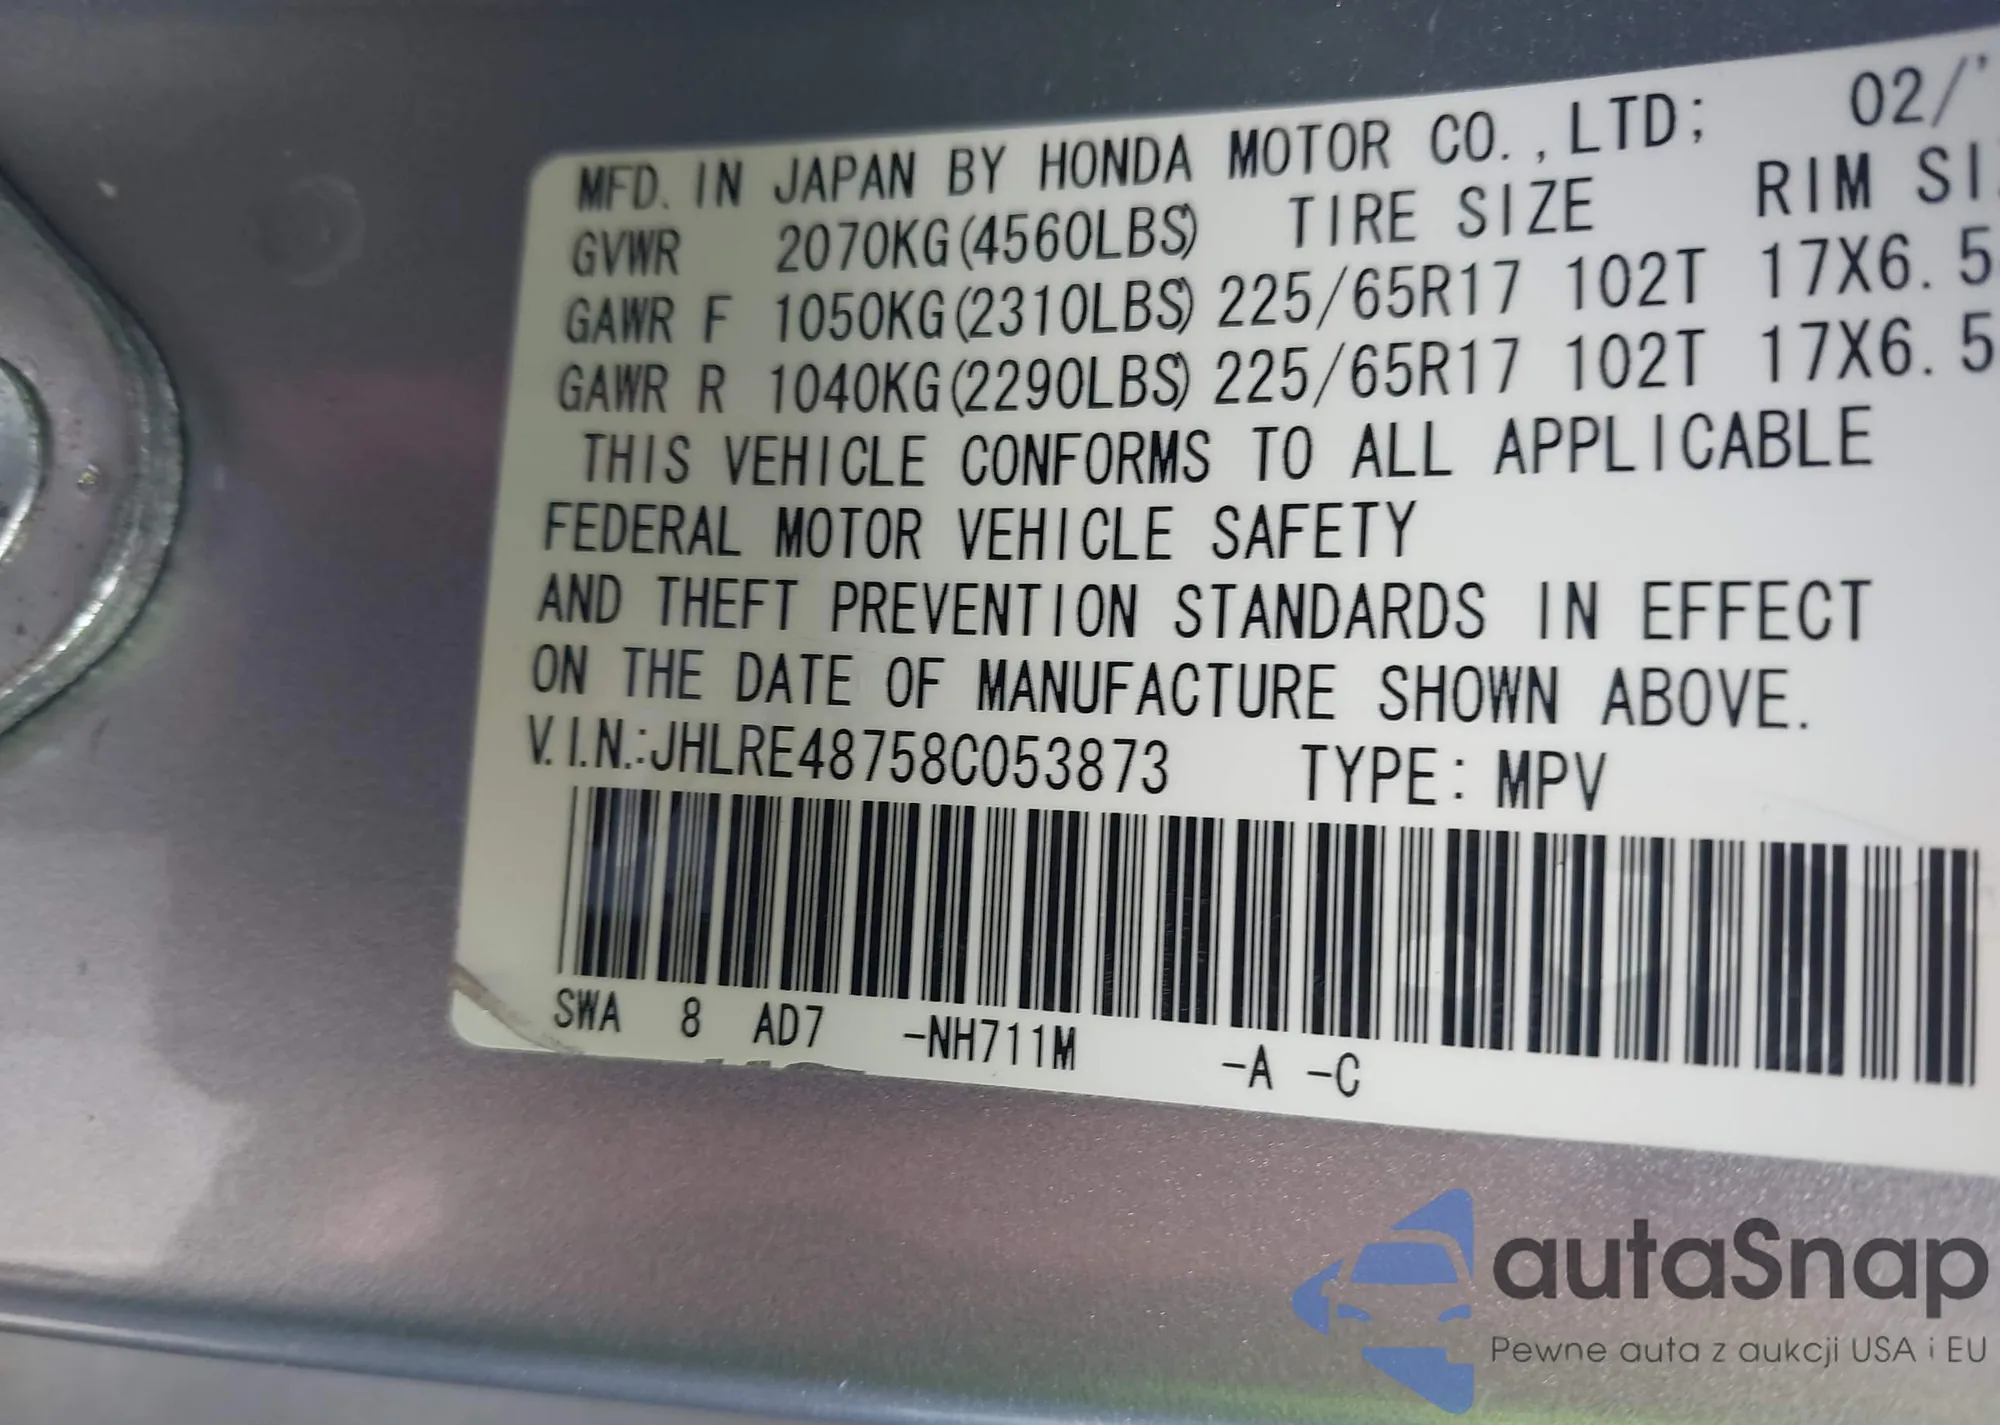 MFD. IN JAPAN BY HONDA MOTOR CO.,LTD; 02/'
GVWR 2070KG(4560LBS) TIRE SIZE RIM SI
GAWR F 1050KG(2310LBS) 225/65R17 102T 17X6.5
GAWR R 1040KG(2290LBS) 225/65R17 102T 17X6.5
THIS VEHICLE CONFORMS TO ALL APPLICABLE
FEDERAL MOTOR VEHICLE SAFETY
AND THEFT PREVENTION STANDARDS IN EFFECT
ON THE DATE OF MANUFACTURE SHOWN ABOVE.
V.I.N.:JHLRE48758C053873 TYPE: MPV
SWA 8 AD7 -NH711M -A -C
autaSnap
Pewne auta z aukcji USA i EU